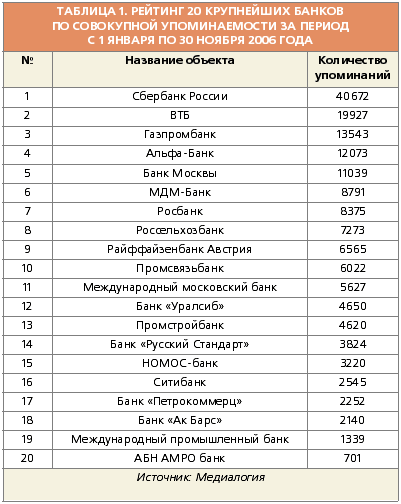 ТАБЛИЦА 1. РЕЙТИНГ 20 КРУПНЕЙШИХ БАНКОВ
ПО СОВОКУПНОЙ УПОМИНАЕМОСТИ ЗА ПЕРИОД
С 1 ЯНВАРЯ ПО 30 НОЯБРЯ 2006 ГОДА
№ Название объекта Количество упоминаний
1 Сбербанк России 40672
2 ВТБ 19927
3 Газпромбанк 13543
4 Альфа-Банк 12073
5 Банк Москвы 11039
6 МДМ-Банк 8791
7 Росбанк 8375
8 Россельхозбанк 7273
9 Райффайзенбанк Австрия 6565
10 Промсвязьбанк 6022
11 Международный московский банк 5627
12 Банк «Уралсиб» 4650
13 Промстройбанк 4620
14 Банк «Русский Стандарт» 3824
15 НОМОС-банк 3220
16 Ситибанк 2545
17 Банк «Петрокоммерц» 2252
18 Банк «Ак Барс» 2140
19 Международный промышленный банк 1339
20 АБН АМРО банк 701
Источник: Медиалогия